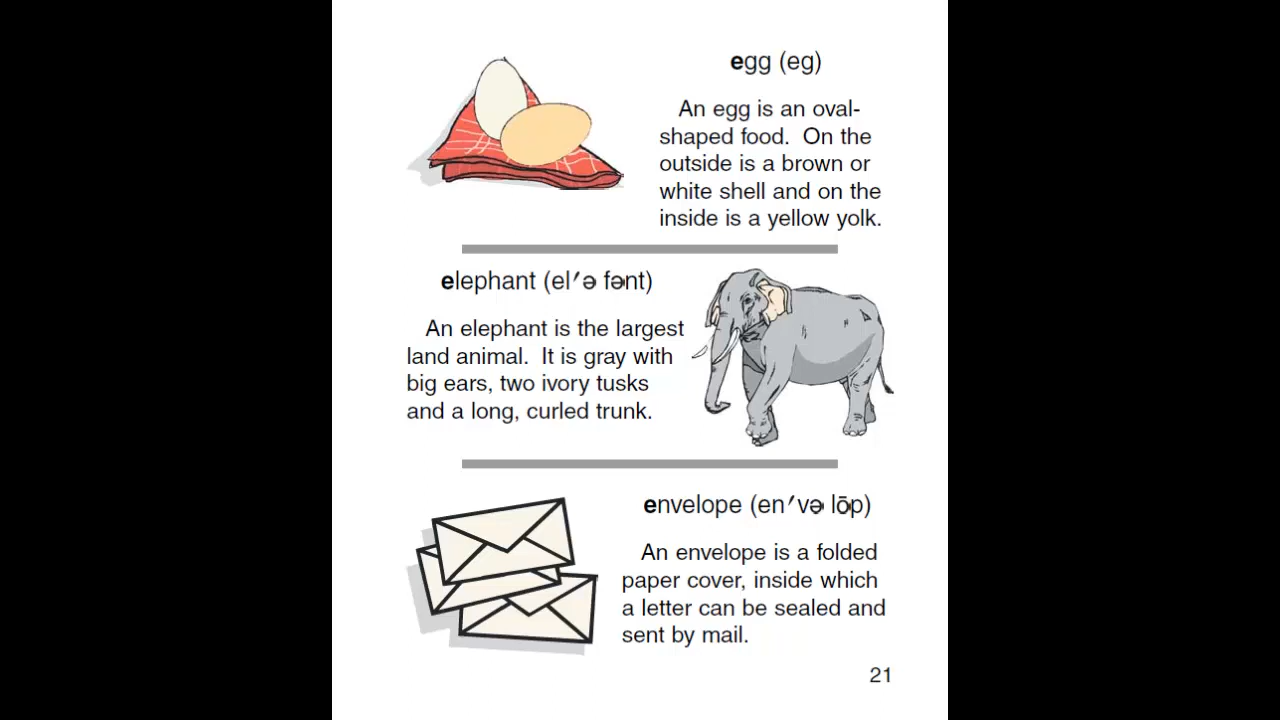 egg (eg)
An egg is an oval-
shaped food.  On the
outside is a brown or
white shell and on the
inside is a yellow yolk.
elephant (el′ə fənt)
An elephant is the largest
land animal.  It is gray with
big ears, two ivory tusks
and a long, curled trunk.
envelope (en′və lōp)
An envelope is a folded
paper cover, inside which
a letter can be sealed and
sent by mail.
21